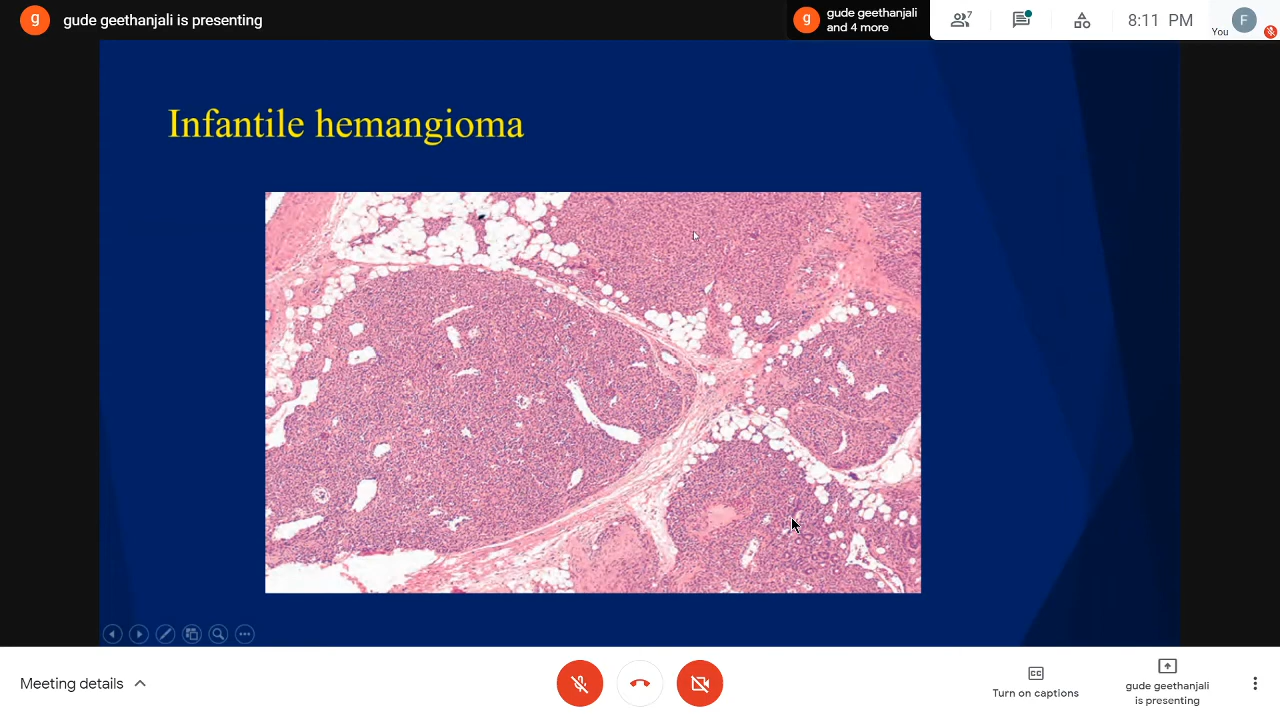 g
gude geethanjali is presenting
g
gude geethanjali
and 4 more
7
8:11 PM
You
F
Infantile hemangioma
Meeting details
CC
Turn on captions
gude geethanjali
is presenting